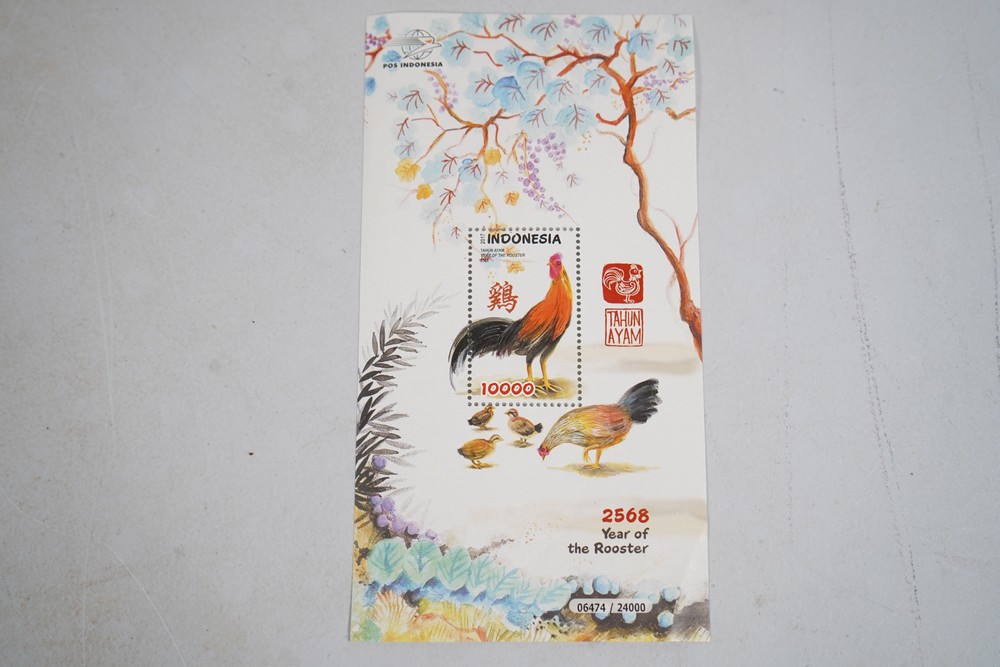 POS INDONESIA
2017
INDONESIA
TAHUN AYAM
YEAR OF THE ROOSTER
鷄
10000
TAHUN
AYAM
2568
Year of
the Rooster
06474 / 24000